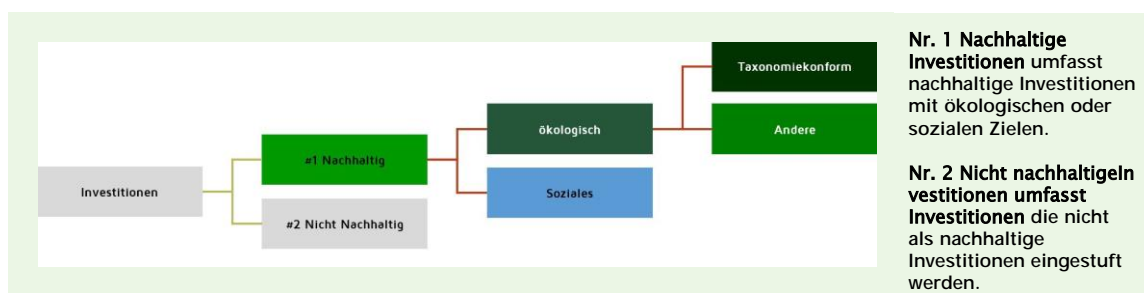 Taxonomiekonform
ökologisch
Andere
#1 Nachhaltig
Investitionen
Soziales
#2 Nicht Nachhaltig
Nr. 1 Nachhaltige
Investitionen umfasst
nachhaltige Investitionen
mit ökologischen oder
sozialen Zielen.
Nr. 2 Nicht nachhaltigeIn
vestitionen umfasst
Investitionen die nicht
als nachhaltige
Investitionen eingestuft
werden.